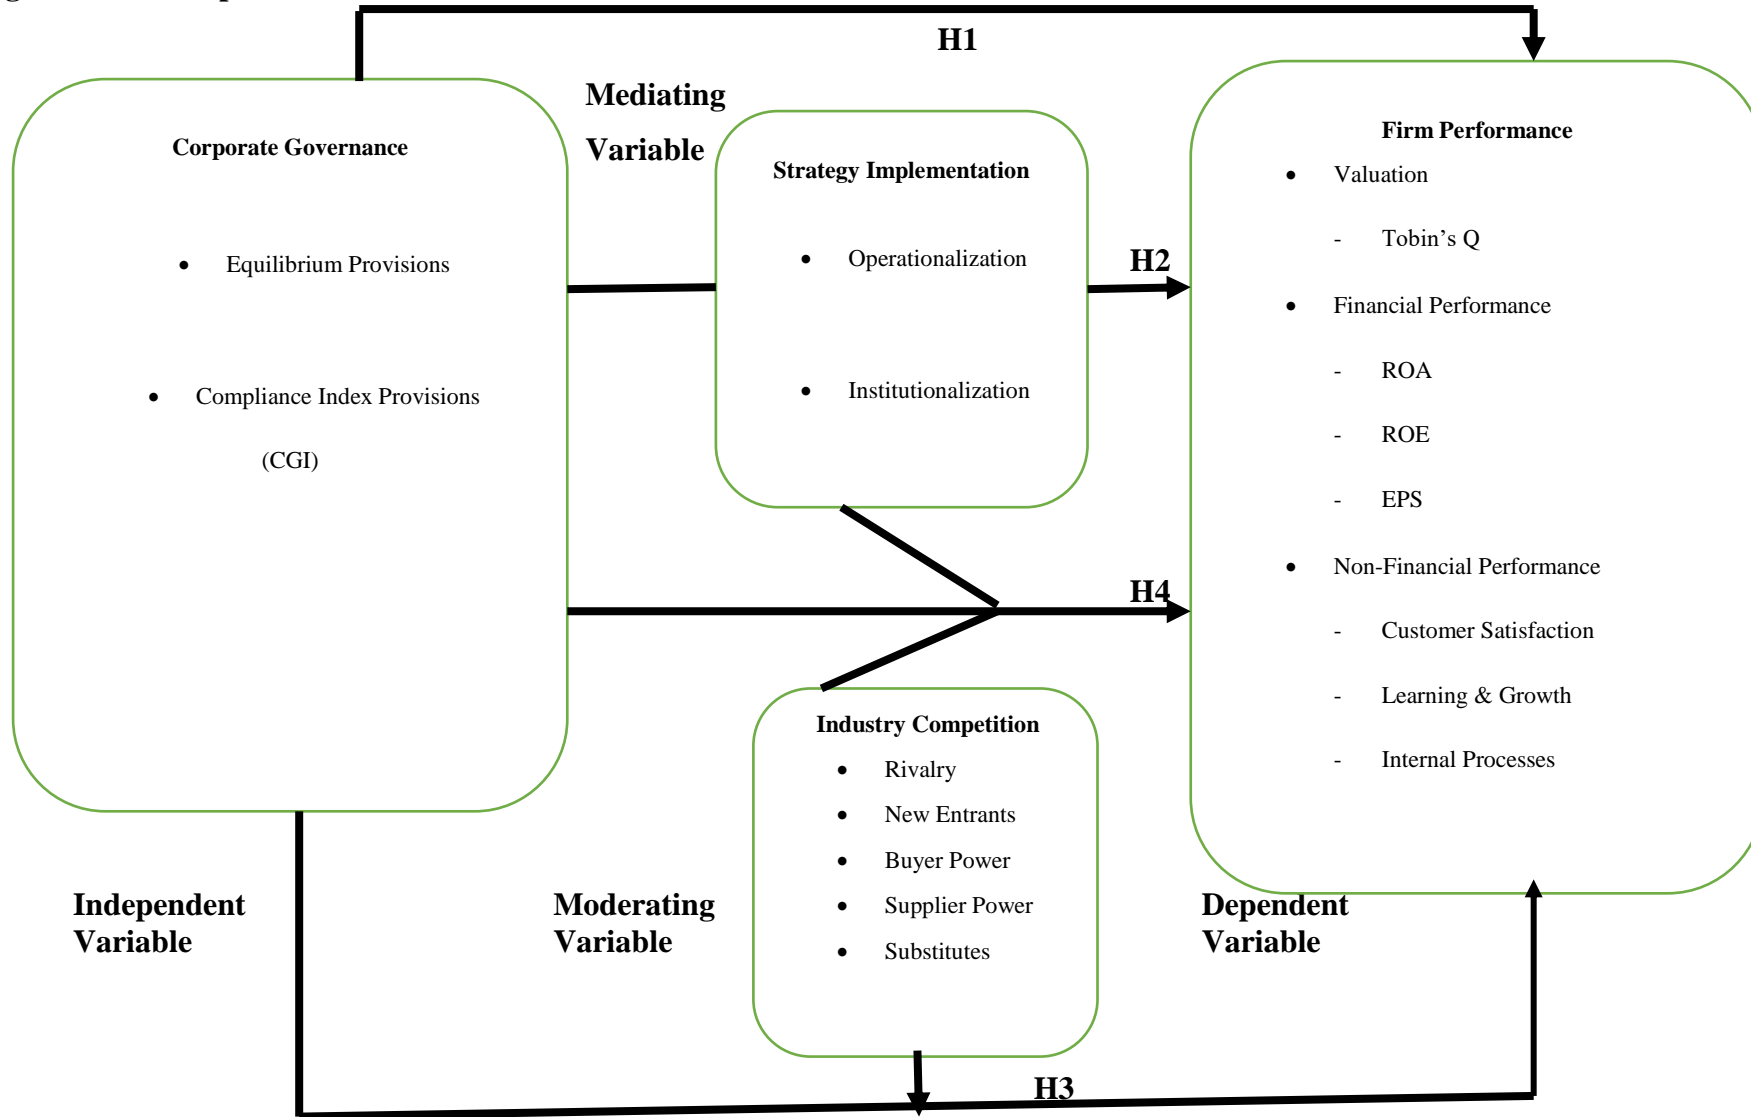 H1
Corporate Governance
• Equilibrium Provisions
• Compliance Index Provisions
(CGI)
Mediating
Variable
Strategy Implementation
• Operationalization
• Institutionalization
H2
H4
Firm Performance
• Valuation
- Tobin’s Q
• Financial Performance
- ROA
- ROE
- EPS
• Non-Financial Performance
- Customer Satisfaction
- Learning & Growth
- Internal Processes
Industry Competition
• Rivalry
• New Entrants
• Buyer Power
• Supplier Power
• Substitutes
Independent
Variable
Moderating
Variable
Dependent
Variable
H3